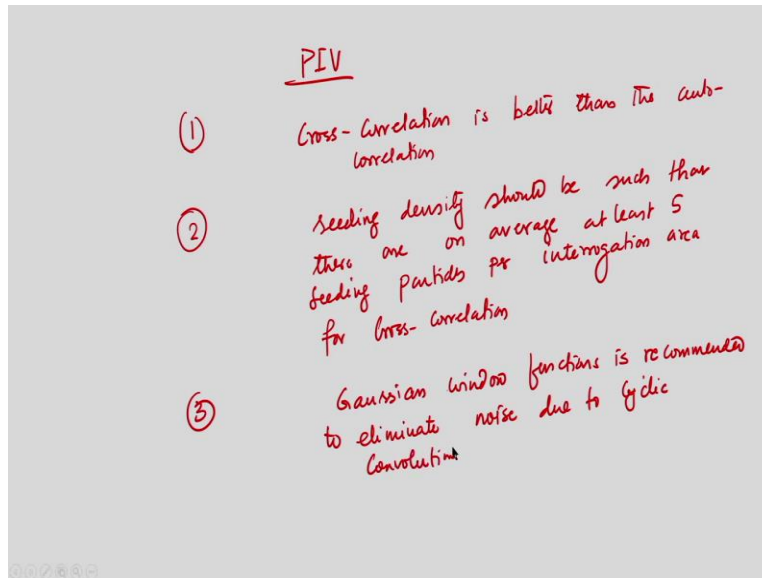 PIV
① Cross-Correlation is better than the auto-
correlation
② Seeding density should be such that
there are on average at least 5
seeding particles per interrogation area
for Cross-Correlation
③ Gaussian window functions is recommended
to eliminate noise due to Cyclic
Convolution